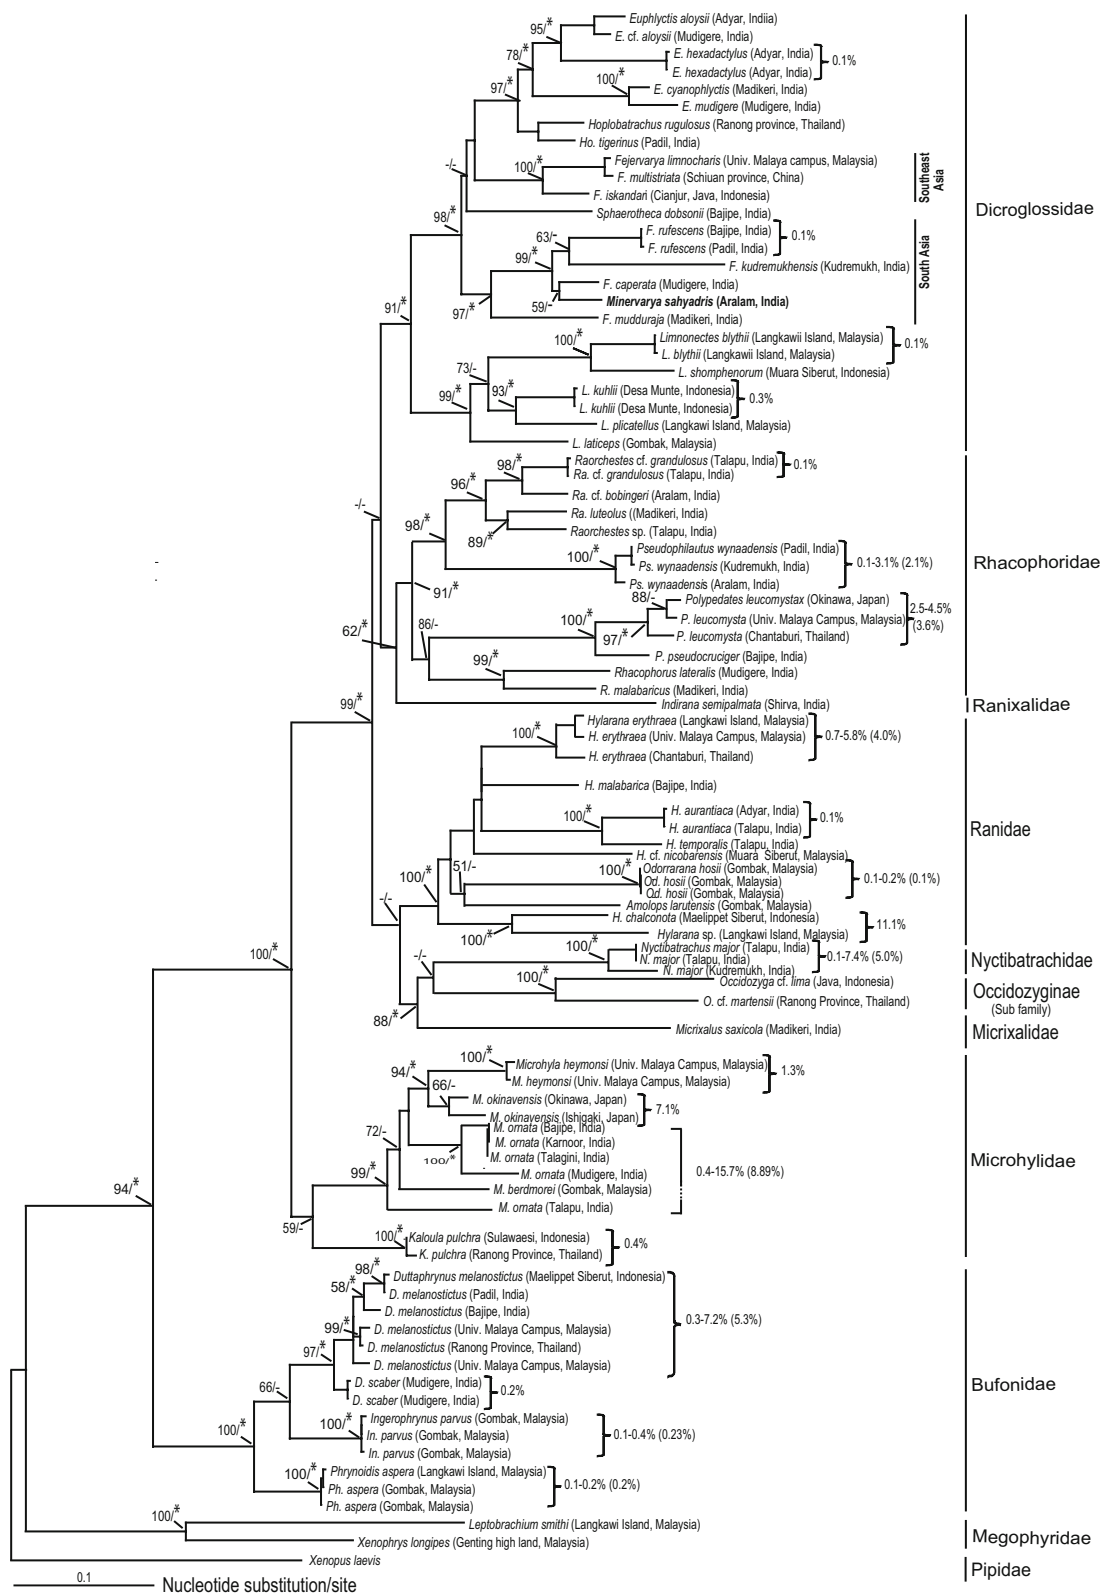 Euphlyctis aloysii (Adyar, Indiia)
95/*
E. cf. aloysii (Mudigere, India)
78/*
E. hexadactylus (Adyar, India)
0.1%
E. hexadactylus (Adyar, India)
100/*
E. cyanophlyctis (Madikeri, India)
97/*
E. mudigere (Mudigere, India)
Hoplobatrachus rugulosus (Ranong province, Thailand)
Ho. tigerinus (Padil, India)
-/-
Fejervarya limnocharis (Univ. Malaya campus, Malaysia)
100/*
F. multistriata (Schiuan province, China)
F. iskandari (Cianjur, Java, Indonesia)
Southeast
Asia
Sphaerotheca dobsonii (Bajipe, India)
Dicroglossidae
98/*
F. rufescens (Bajipe, India)
63/-
0.1%
F. rufescens (Padil, India)
99/*
F. kudremukhensis (Kudremukh, India)
South Asia
F. caperata (Mudigere, India)
Minervarya sahyadris (Aralam, India)
59/-
97/*
F. mudduraja (Madikeri, India)
91/*
Limnonectes blythii (Langkawii Island, Malaysia)
100/*
0.1%
L. blythii (Langkawii Island, Malaysia)
73/-
L. shomphenorum (Muara Siberut, Indonesia)
93/*
L. kuhlii (Desa Munte, Indonesia)
0.3%
99/*
L. kuhlii (Desa Munte, Indonesia)
L. plicatellus (Langkawi Island, Malaysia)
L. laticeps (Gombak, Malaysia)
Raorchestes cf. grandulosus (Talapu, India)
98/*
0.1%
Ra. cf. grandulosus (Talapu, India)
96/*
Ra. cf. bobingeri (Aralam, India)
-/-
Ra. luteolus ((Madikeri, India)
98/*
Raorchestes sp. (Talapu, India)
89/*
Pseudophilautus wynaadensis (Padil, India)
100/*
Ps. wynaadensis (Kudremukh, India)
0.1-3.1% (2.1%)
Rhacophoridae
Ps. wynaadensis (Aralam, India)
91/*
88/-
Polypedates leucomystax (Okinawa, Japan)
2.5-4.5%
P. leucomysta (Univ. Malaya Campus, Malaysia)
(3.6%)
100/*
62/*
86/-
97/*
P. leucomysta (Chantaburi, Thailand)
P. pseudocruciger (Bajipe, India)
99/*
Rhacophorus lateralis (Mudigere, India)
R. malabaricus (Madikeri, India)
Indirana semipalmata (Shirva, India)
Ranixalidae
99/*
Hylarana erythraea (Langkawi Island, Malaysia)
100/*
H. erythraea (Univ. Malaya Campus, Malaysia)
0.7-5.8% (4.0%)
H. erythraea (Chantaburi, Thailand)
H. malabarica (Bajipe, India)
H. aurantiaca (Adyar, India)
100/*
0.1%
H. aurantiaca (Talapu, India)
Ranidae
H. temporalis (Talapu, India)
H. cf. nicobarensis (Muara Siberut, Malaysia)
51/-
100/*
Odorrarana hosii (Gombak, Malaysia)
Od. hosii (Gombak, Malaysia)
0.1-0.2% (0.1%)
Od. hosii (Gombak, Malaysia)
100/*
Amolops larutensis (Gombak, Malaysia)
-/-
H. chalconota (Maelippet Siberut, Indonesia)
11.1%
100/*
Hylarana sp. (Langkawi Island, Malaysia)
100/*
Nyctibatrachus major (Talapu, India)
100/*
N. major (Talapu, India)
0.1-7.4% (5.0%)
Nyctibatrachidae
-/-
N. major (Kudremukh, India)
100/*
Occidozyga cf. lima (Java, Indonesia)
Occidozyginae
O. cf. martensii (Ranong Province, Thailand)
(Sub family)
88/*
Micrixalus saxicola (Madikeri, India)
Micrixalidae
100/*
Microhyla heymonsi (Univ. Malaya Campus, Malaysia)
94/*
1.3%
M. heymonsi (Univ. Malaya Campus, Malaysia)
66/-
M. okinavensis (Okinawa, Japan)
7.1%
M. okinavensis (Ishigaki, Japan)
M. ornata (Bajipe, India)
72/-
M. ornata (Karnoor, India)
M. ornata (Talagini, India)
100/*
Microhylidae
M. ornata (Mudigere, India)
0.4-15.7% (8.89%)
99/*
M. berdmorei (Gombak, Malaysia)
94/*
M. ornata (Talapu, India)
59/-
100/*
Kaloula pulchra (Sulawaesi, Indonesia)
0.4%
K. pulchra (Ranong Province, Thailand)
98/*
Duttaphrynus melanostictus (Maelippet Siberut, Indonesia)
58/*
D. melanostictus (Padil, India)
D. melanostictus (Bajipe, India)
0.3-7.2% (5.3%)
99/*
D. melanostictus (Univ. Malaya Campus, Malaysia)
D. melanostictus (Ranong Province, Thailand)
97/*
D. melanostictus (Univ. Malaya Campus, Malaysia)
D. scaber (Mudigere, India)
0.2%
Bufonidae
66/-
D. scaber (Mudigere, India)
Ingerophrynus parvus (Gombak, Malaysia)
100/*
100/*
In. parvus (Gombak, Malaysia)
0.1-0.4% (0.23%)
In. parvus (Gombak, Malaysia)
100/*
Phrynoidis aspera (Langkawi Island, Malaysia)
Ph. aspera (Gombak, Malaysia)
0.1-0.2% (0.2%)
Ph. aspera (Gombak, Malaysia)
100/*
Leptobrachium smithi (Langkawi Island, Malaysia)
Megophyridae
Xenophrys longipes (Genting high land, Malaysia)
Xenopus laevis
Pipidae
0.1
Nucleotide substitution/site